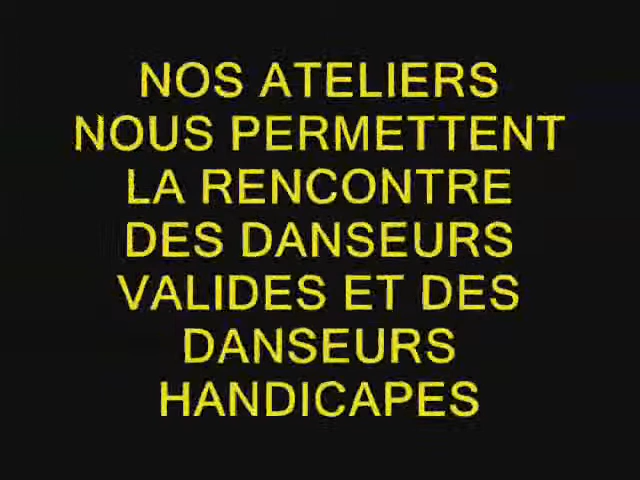 NOS ATELIERS
NOUS PERMETTENT
LA RENCONTRE
DES DANSEURS
VALIDES ET DES
DANSEURS
HANDICAPES